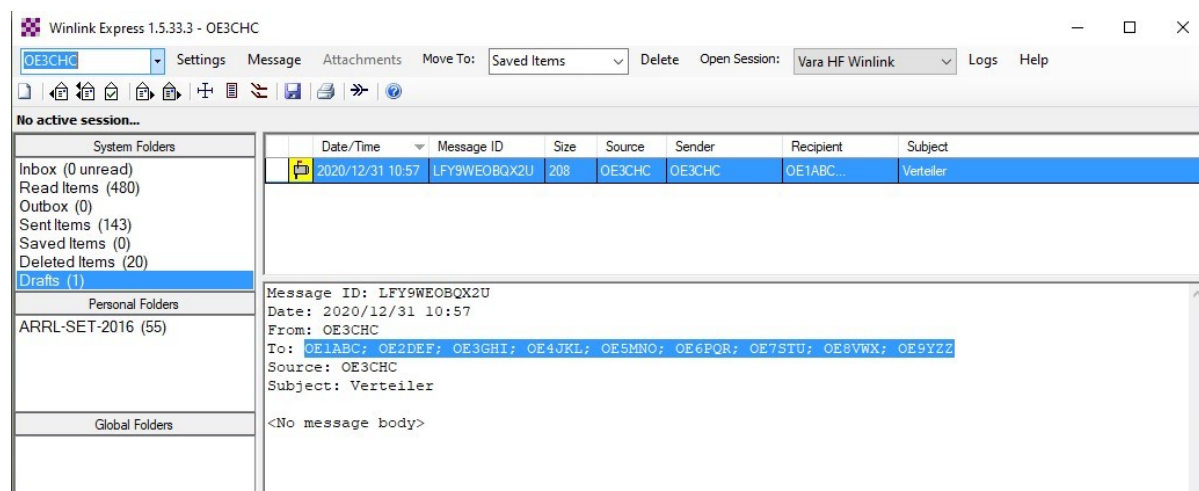 Winlink Express 1.5.33.3 - OE3CHC
OE3CHC Settings Message Attachments Move To: Saved Items Delete Open Session: Vara HF Winlink Logs Help
No active session...
System Folders
Inbox (0 unread)
Read Items (480)
Outbox (0)
Sent Items (143)
Saved Items (0)
Deleted Items (20)
Drafts (1)
Personal Folders
ARRL-SET-2016 (55)
Global Folders
Date/Time Message ID Size Source Sender Recipient Subject
2020/12/31 10:57 LFY9WEOBQX2U 208 OE3CHC OE3CHC OE1ABC... Verteiler
Message ID: LFY9WEOBQX2U
Date: 2020/12/31 10:57
From: OE3CHC
To: OE1ABC; OE2DEF; OE3GHI; OE4JKL; OE5MNO; OE6PQR; OE7STU; OE8VWX; OE9YZZ
Source: OE3CHC
Subject: Verteiler
<No message body>